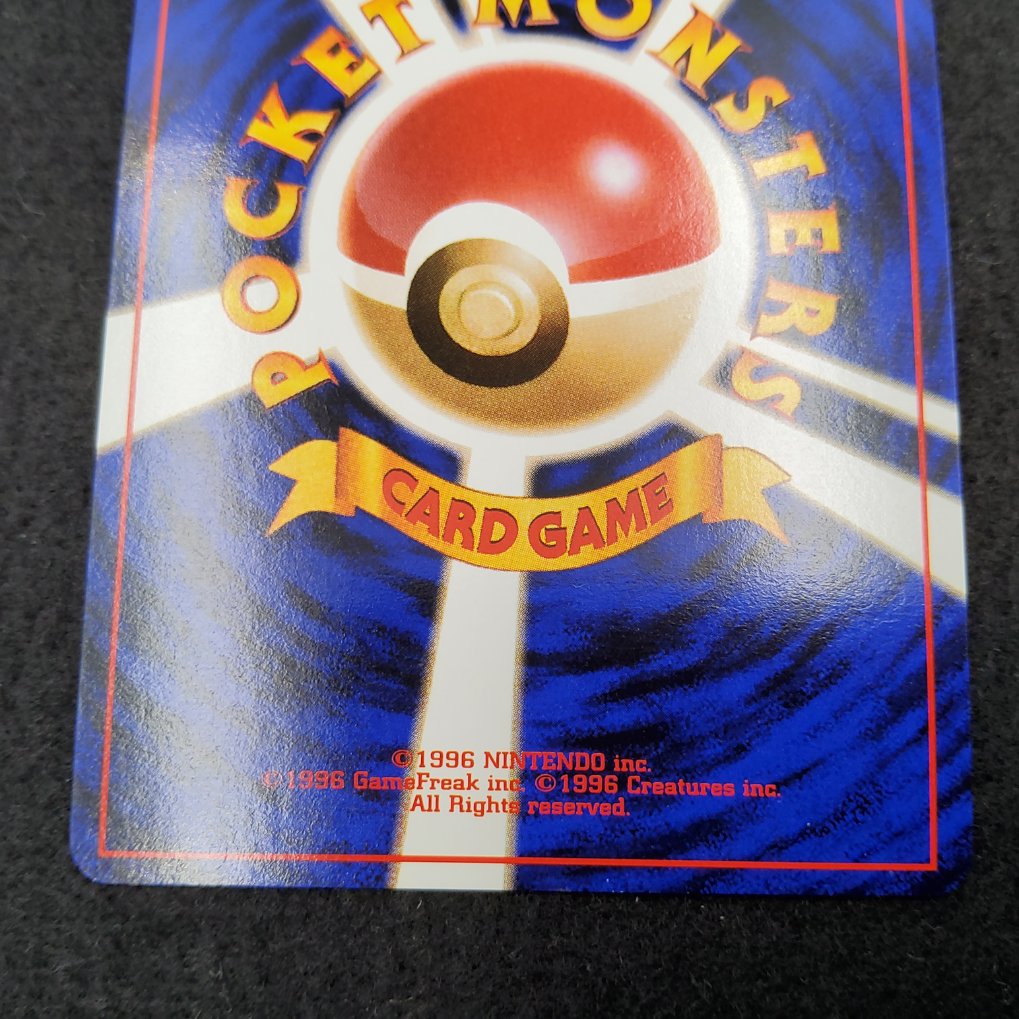 POCKET MONSTERS
CARD GAME
©1996 NINTENDO inc.
©1996 GameFreak inc. ©1996 Creatures inc.
All Rights reserved.